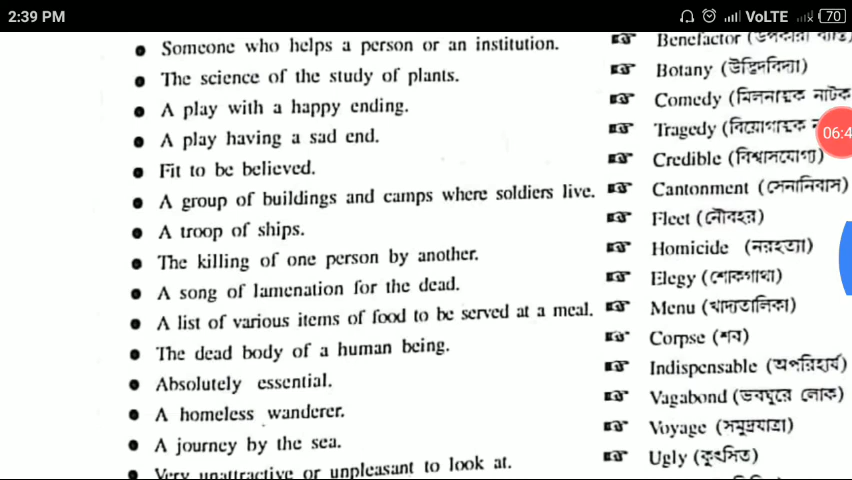 2:39 PM VoLTE 70
Someone who helps a person or an institution. Benefactor (উপকারী
The science of the study of plants. Botany (উদ্ভিদবিদ্যা)
A play with a happy ending. Comedy (মিলনাত্মক নাটক
A play having a sad end. Tragedy (বিয়োগাত্মক
06:4
Fit to be believed. Credible (বিশ্বাসযোগ্য)
A group of buildings and camps where soldiers live. Cantonment (সেনানিবাস)
A troop of ships. Fleet (নৌবহর)
The killing of one person by another. Homicide (নরহত্যা)
A song of lamenation for the dead. Elegy (শোকগাথা)
A list of various items of food to be served at a meal. Menu (খাদ্যতালিকা)
The dead body of a human being. Corpse (শব)
Absolutely essential. Indispensable (অপরিহার্য)
A homeless wanderer. Vagabond (ভবঘুরে লোক)
A journey by the sea. Voyage (সমুদ্রযাত্রা)
Very unattractive or unpleasant to look at. Ugly (কুৎসিত)